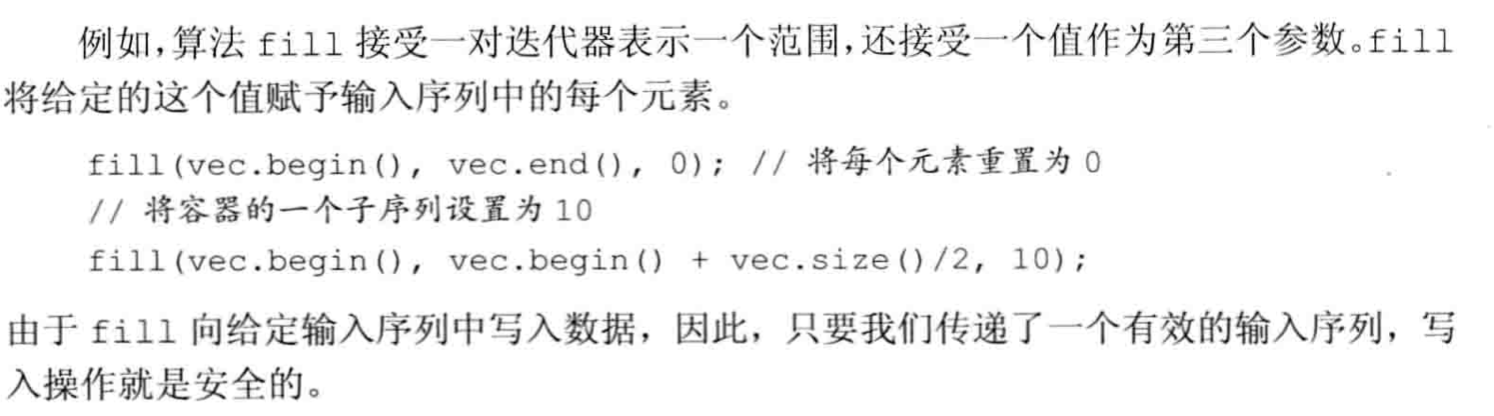 例如，算法 fill 接受一对迭代器表示一个范围，还接受一个值作为第三个参数。fill
将给定的这个值赋予输入序列中的每个元素。
fill(vec.begin(), vec.end(), 0); // 将每个元素重置为 0
// 将容器的一个子序列设置为 10
fill(vec.begin(), vec.begin() + vec.size()/2, 10);
由于 fill 向给定输入序列中写入数据，因此，只要我们传递了一个有效的输入序列，写
入操作就是安全的。